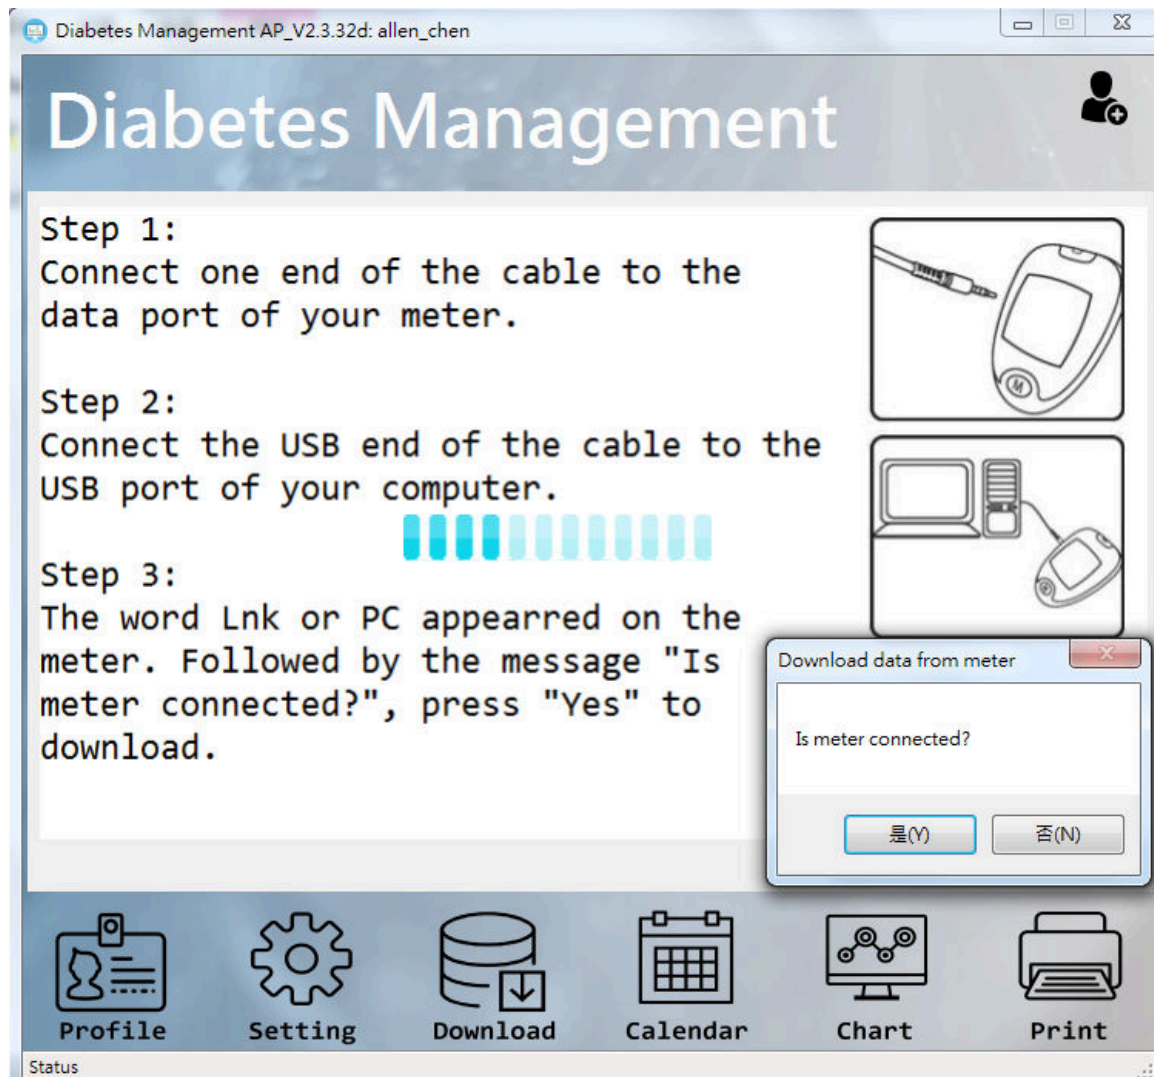 Diabetes Management AP_V2.3.32d: allen_chen
Diabetes Management
Step 1:
Connect one end of the cable to the
data port of your meter.
Step 2:
Connect the USB end of the cable to the
USB port of your computer.
Step 3:
The word Lnk or PC appearred on the
meter. Followed by the message "Is
meter connected?", press "Yes" to
download.
M
Download data from meter
Is meter connected?
是(Y)
否(N)
Profile
Setting
Download
Calendar
Chart
Print
Status